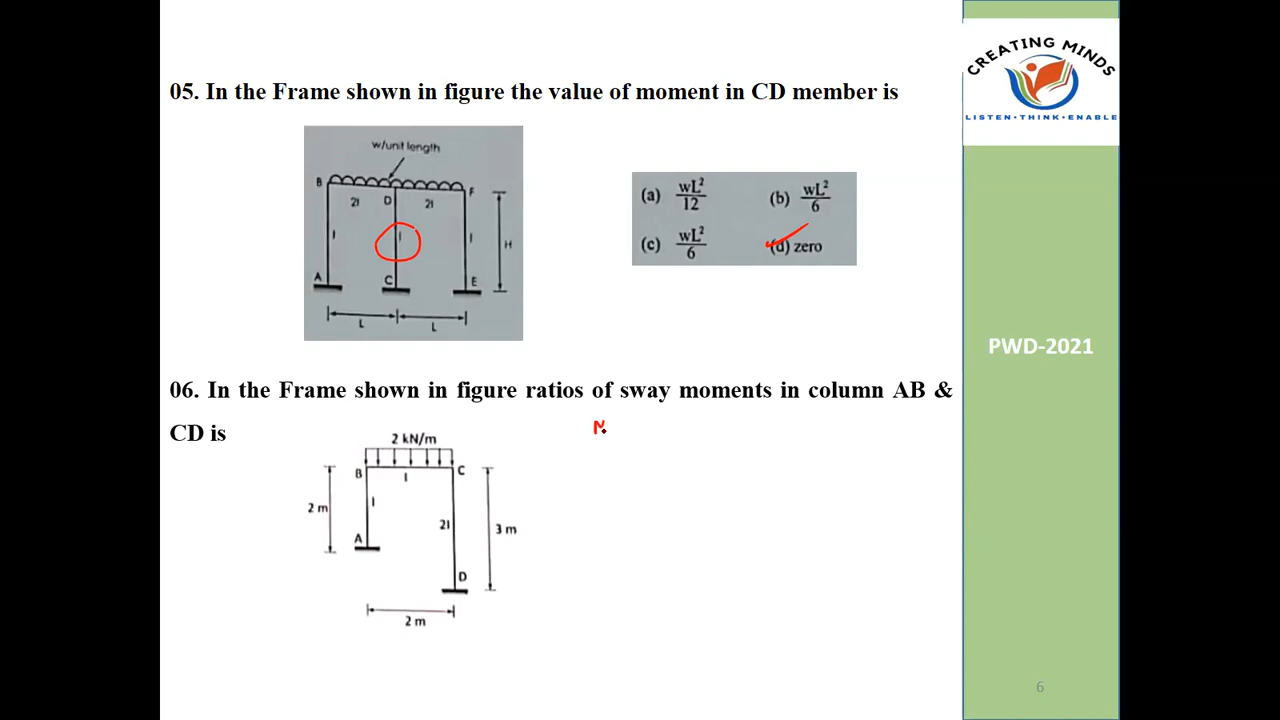 CREATING MINDS
LISTEN•THINK•ENABLE
05. In the Frame shown in figure the value of moment in CD member is
w/unit length
B D F
2I 2I
I I I H
A C E
L L
(a) wL²/12 (b) wL²/6
(c) wL²/6 (d) zero
PWD-2021
06. In the Frame shown in figure ratios of sway moments in column AB &
CD is
2 kN/m
B C
I
2 m I
2I 3 m
A
D
2 m
6